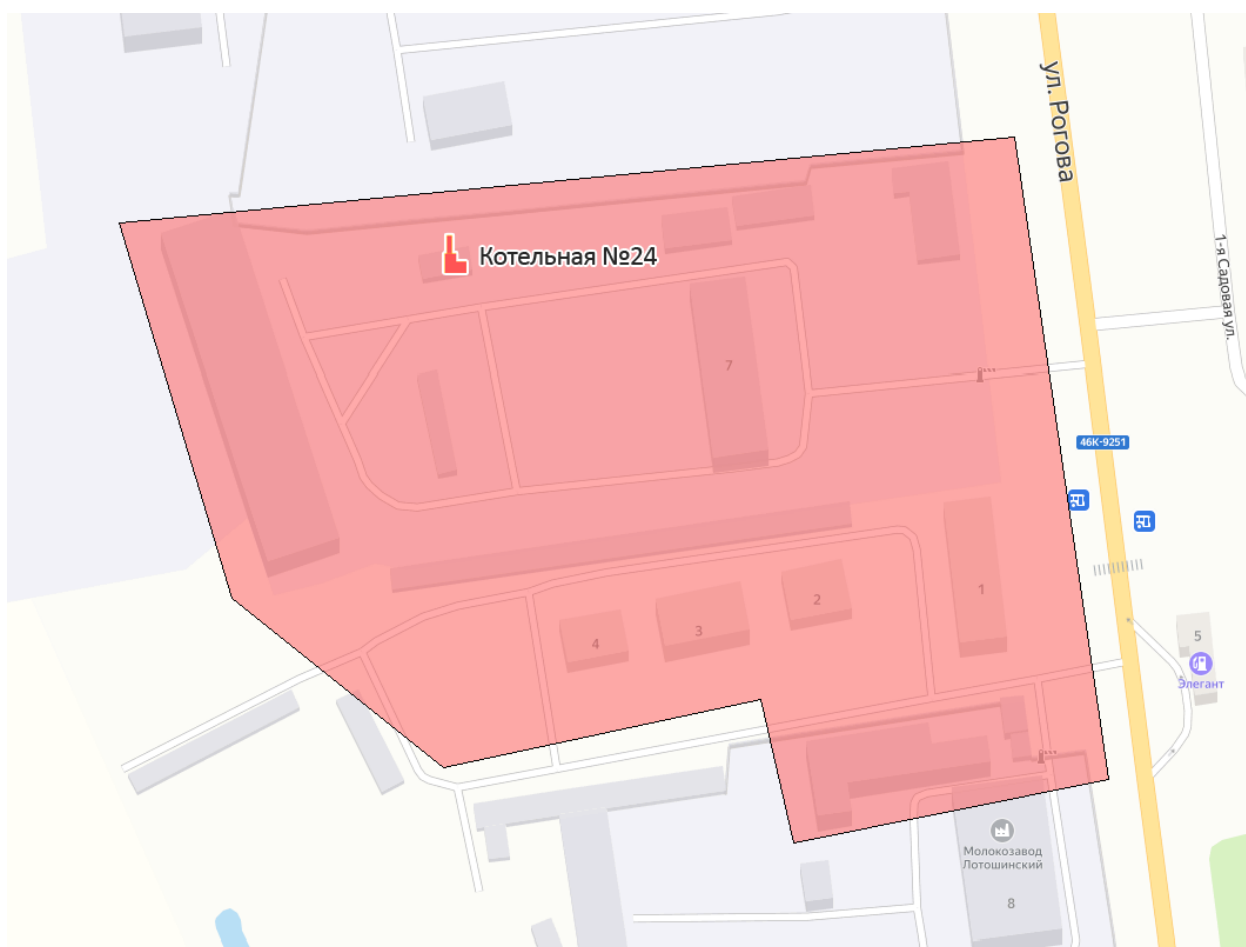 ул. Рогова
1-я Садовая ул.
Котельная №24
7
46К-9251
1
2
3
4
5
Элегант
Молокозавод
Лотошинский
8